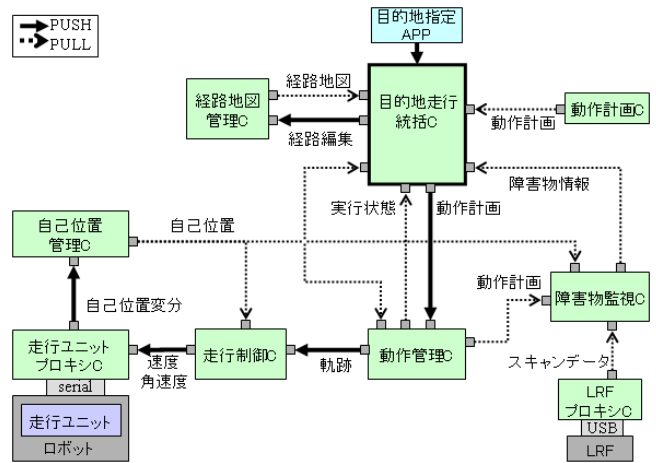 PUSH
PULL
目的地指定
APP
経路地図
管理C
経路地図
経路編集
目的地走行
統括C
動作計画
動作計画C
障害物情報
実行状態
動作計画
自己位置
管理C
自己位置
自己位置変分
動作計画
障害物監視C
走行ユニット
プロキシC
速度
角速度
走行制御C
軌跡
動作管理C
スキャンデータ
serial
走行ユニット
ロボット
LRF
プロキシC
USB
LRF